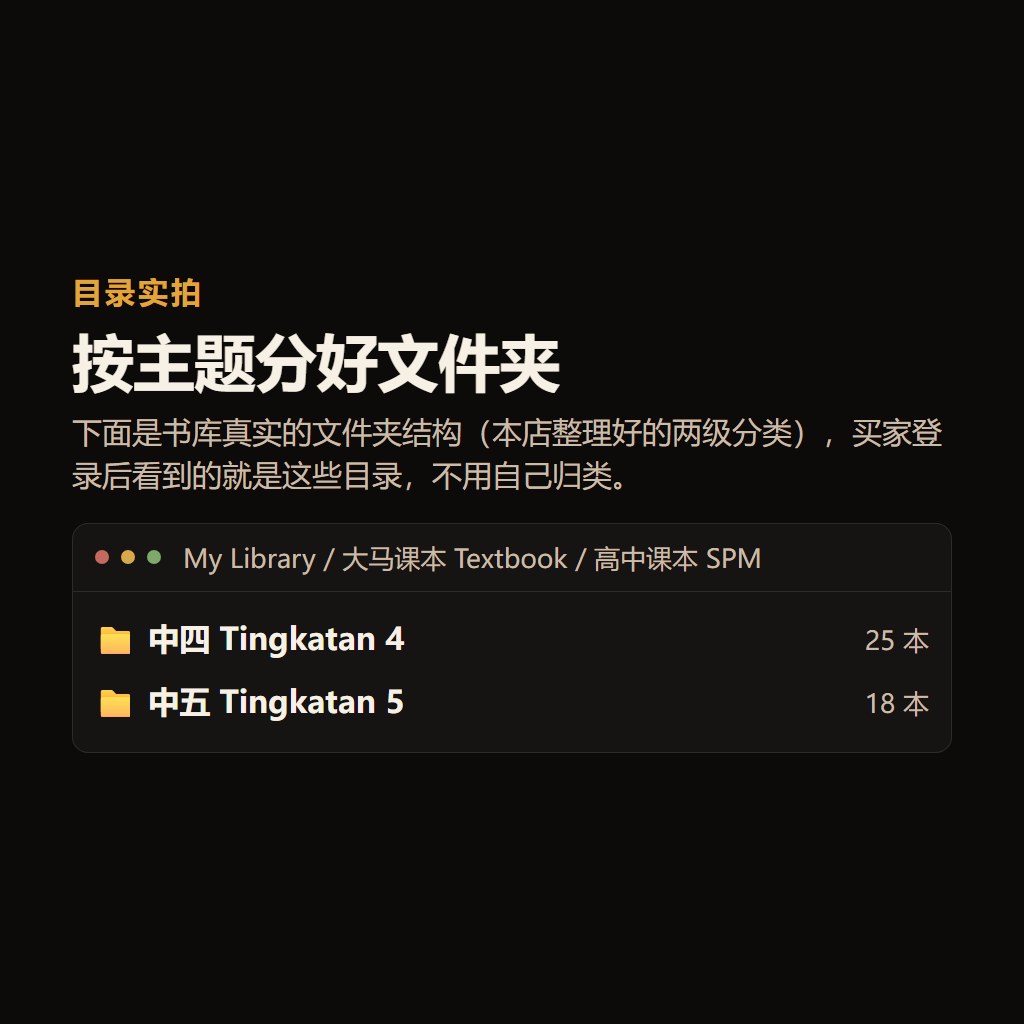 目录实拍
按主题分好文件夹
下面是书库真实的文件夹结构（本店整理好的两级分类），买家登
录后看到的就是这些目录，不用自己归类。
My Library / 大马课本 Textbook / 高中课本 SPM
中四 Tingkatan 4 25 本
中五 Tingkatan 5 18 本